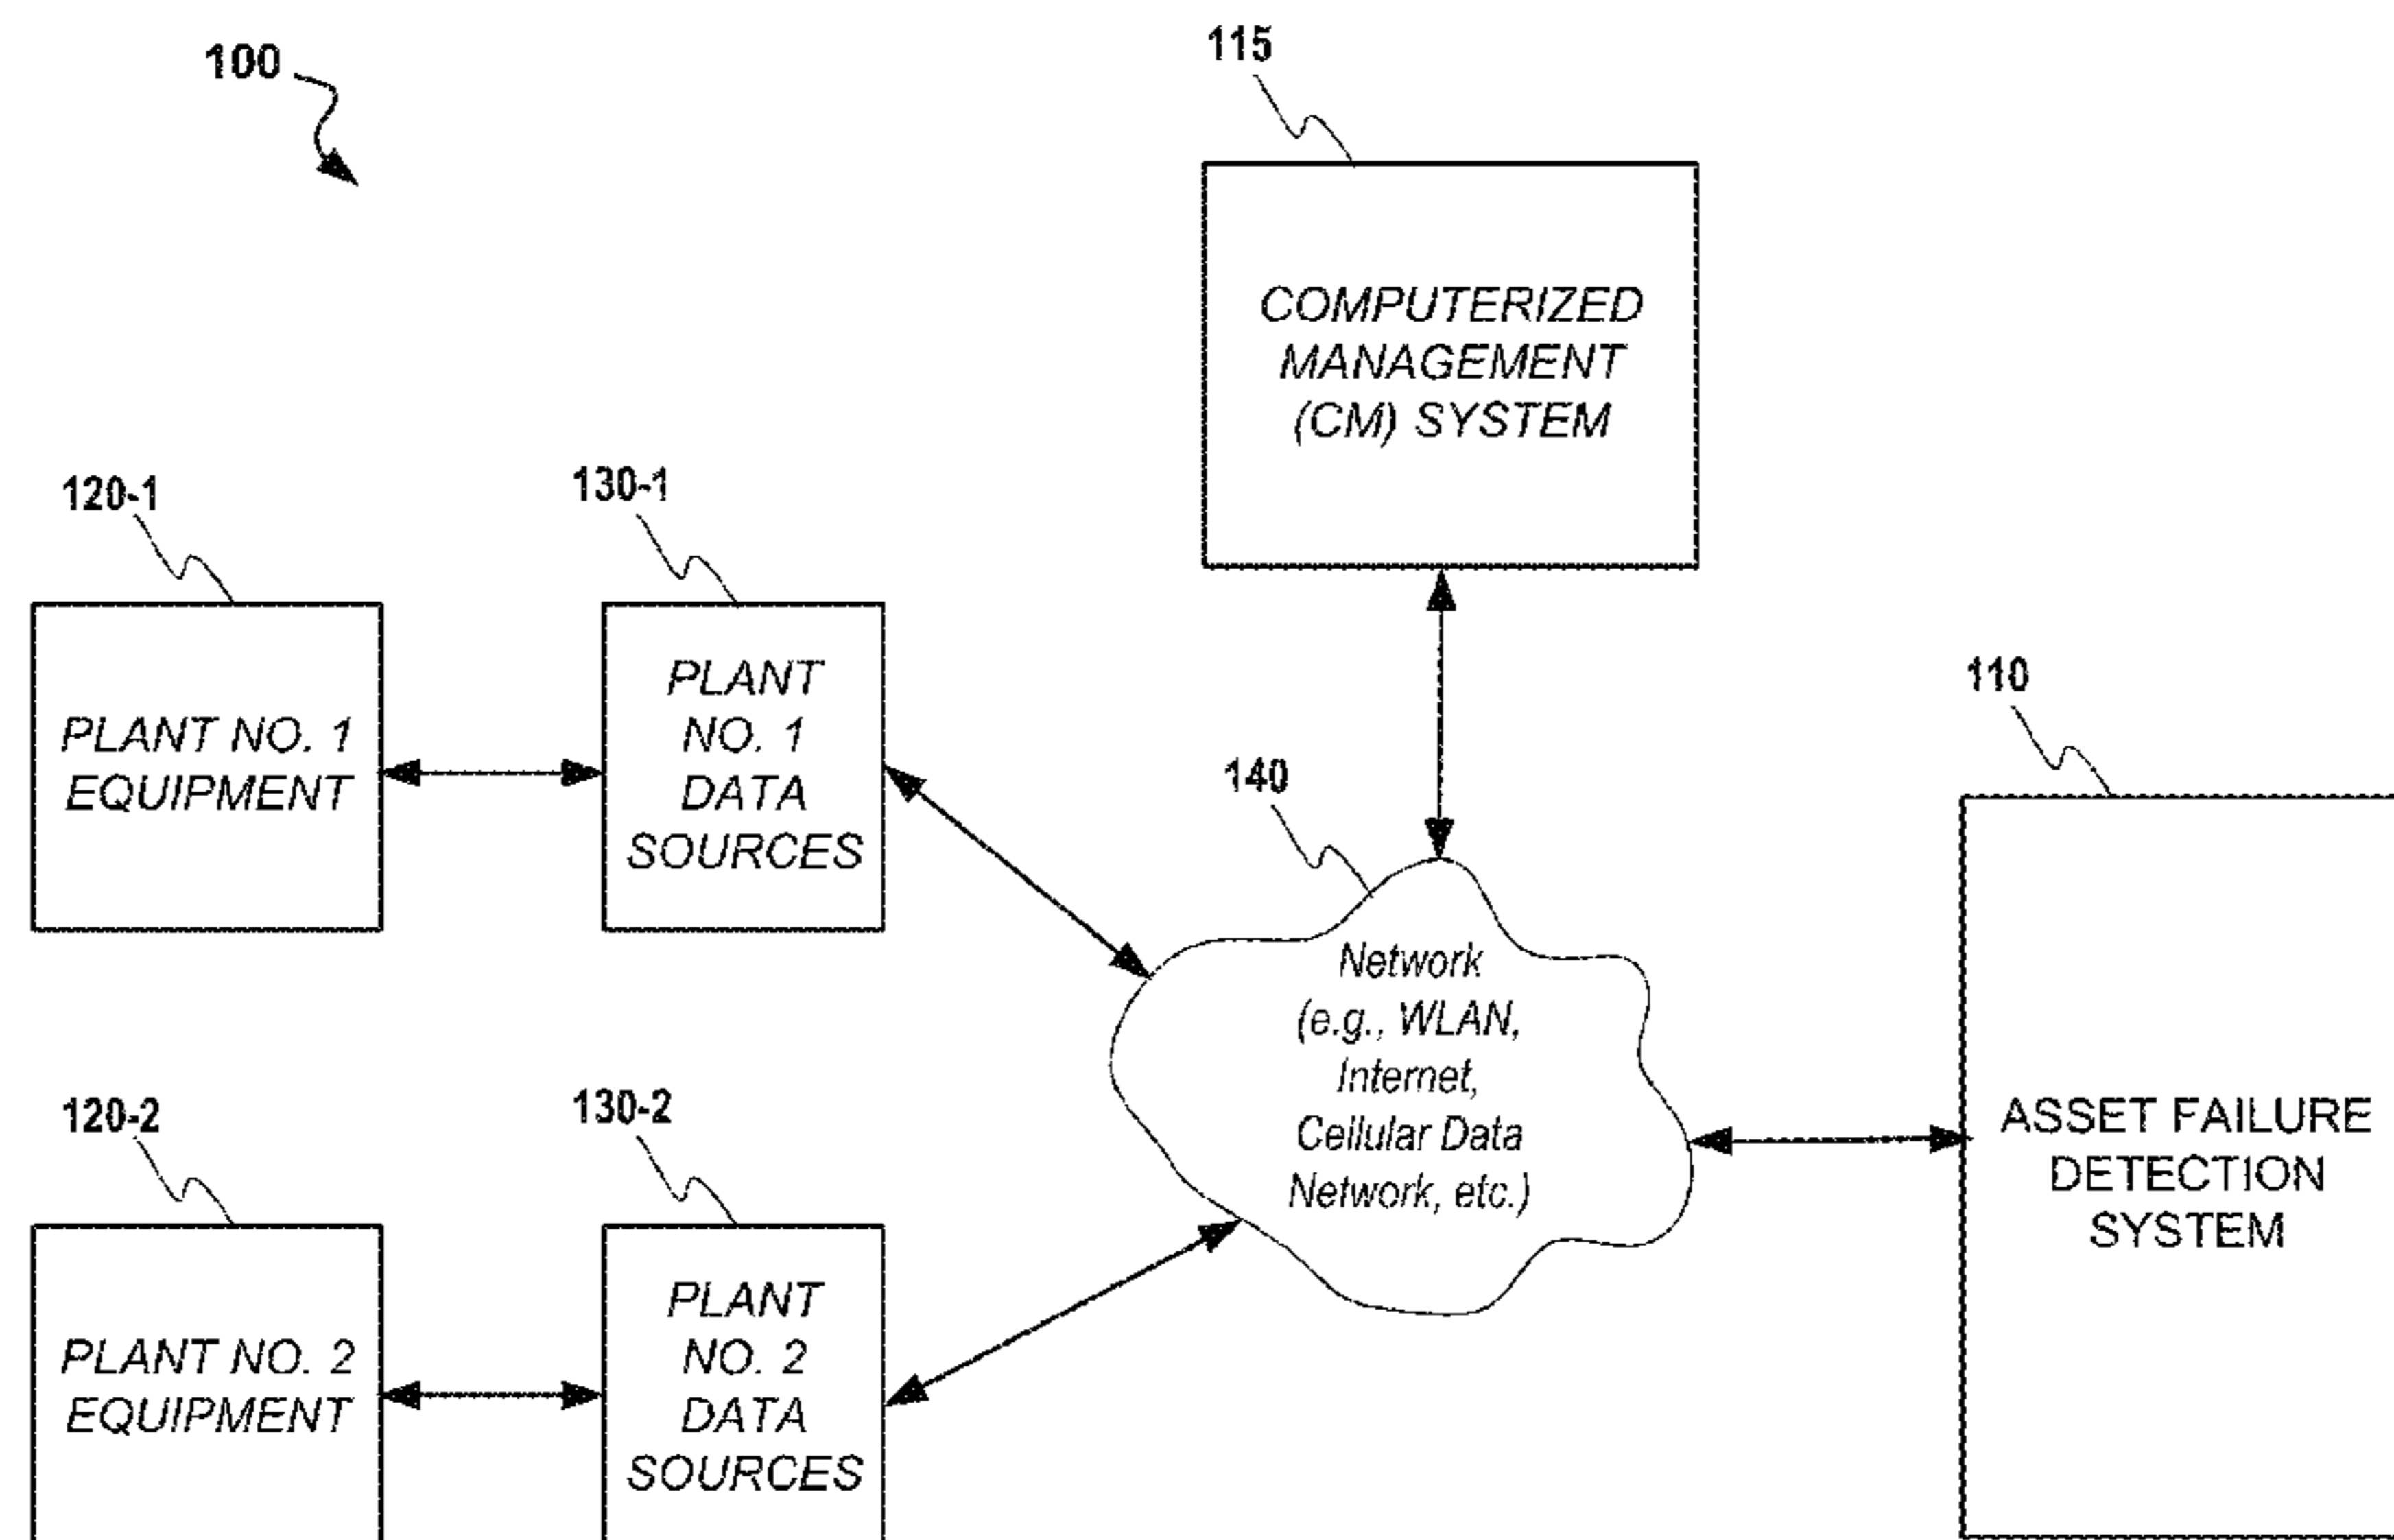 100
115
COMPUTERIZED
MANAGEMENT
(CM) SYSTEM
120-1
130-1
PLANT NO. 1
EQUIPMENT
PLANT
NO. 1
DATA
SOURCES
110
140
Network
(e.g., WLAN,
Internet,
Cellular Data
Network, etc.)
ASSET FAILURE
DETECTION
SYSTEM
120-2
130-2
PLANT NO. 2
EQUIPMENT
PLANT
NO. 2
DATA
SOURCES